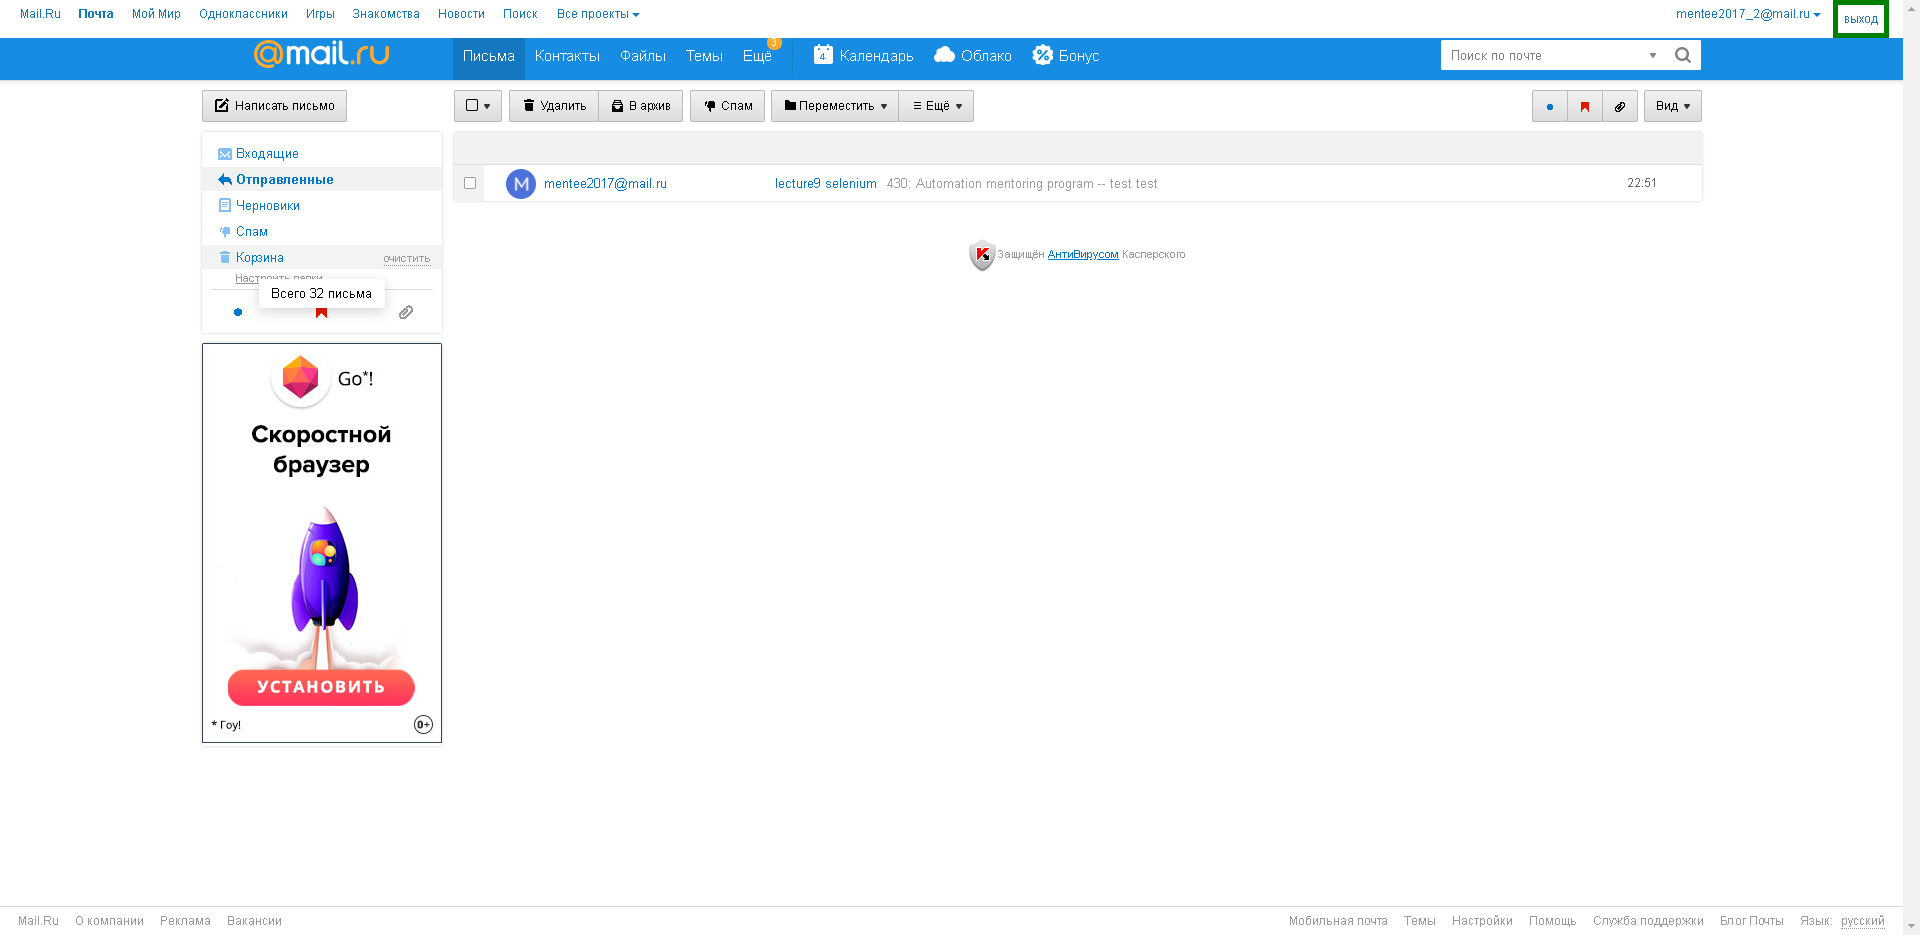 Mail.Ru Почта Мой Мир Одноклассники Игры Знакомства Новости Поиск Все проекты mentee2017_2@mail.ru выход
@mail.ru Письма Контакты Файлы Темы Ещё 3 4 Календарь Облако Бонус Поиск по почте
Написать письмо Удалить В архив Спам Переместить Ещё Вид
Входящие
Отправленные
Черновики
Спам
Корзина очистить
Настроить папки
Всего 32 письма
M mentee2017@mail.ru lecture9 selenium 430: Automation mentoring program -- test test 22:51
Защищён АнтиВирусом Касперского
Go*!
Скоростной
браузер
УСТАНОВИТЬ
* Гоу! 0+
Mail.Ru О компании Реклама Вакансии Мобильная почта Темы Настройки Помощь Служба поддержки Блог Почты Язык: русский